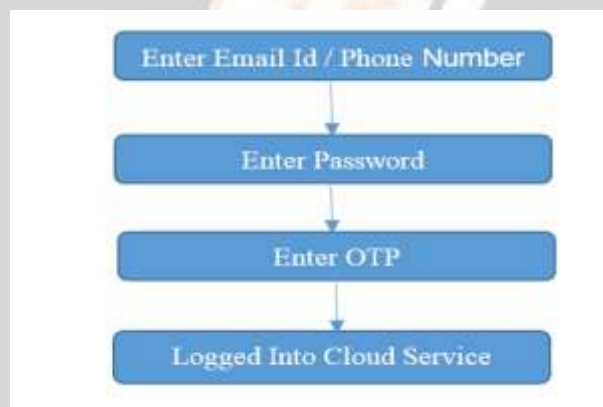 Enter Email Id / Phone Number
Enter Password
Enter OTP
Logged Into Cloud Service